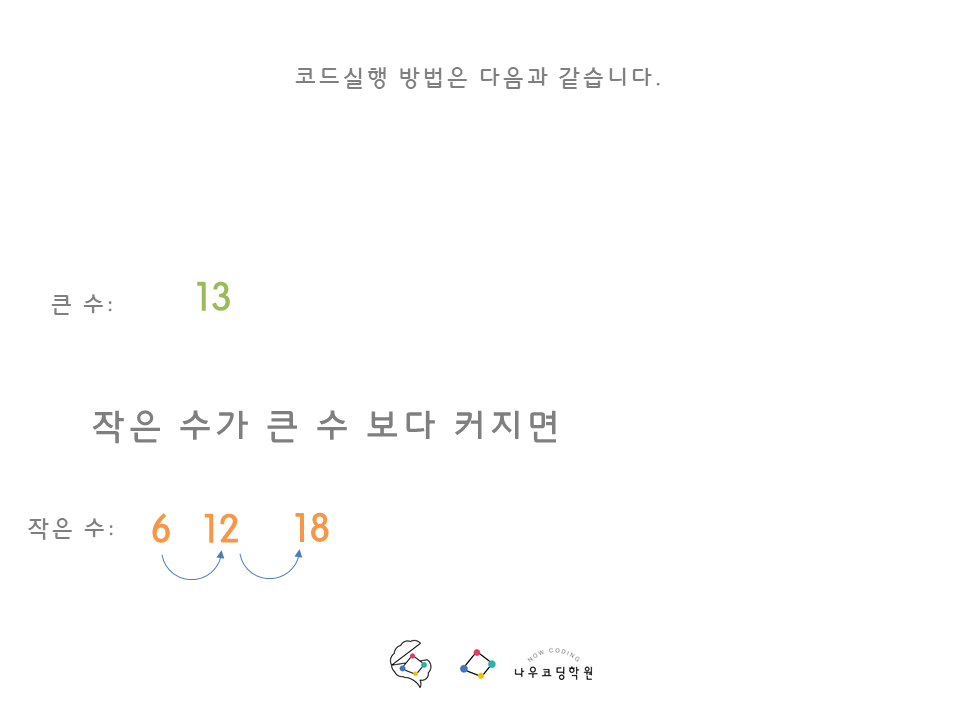 코드실행 방법은 다음과 같습니다.
큰 수: 13
작은 수가 큰 수 보다 커지면
작은 수: 6 12 18
NOW CODING
나우코딩학원